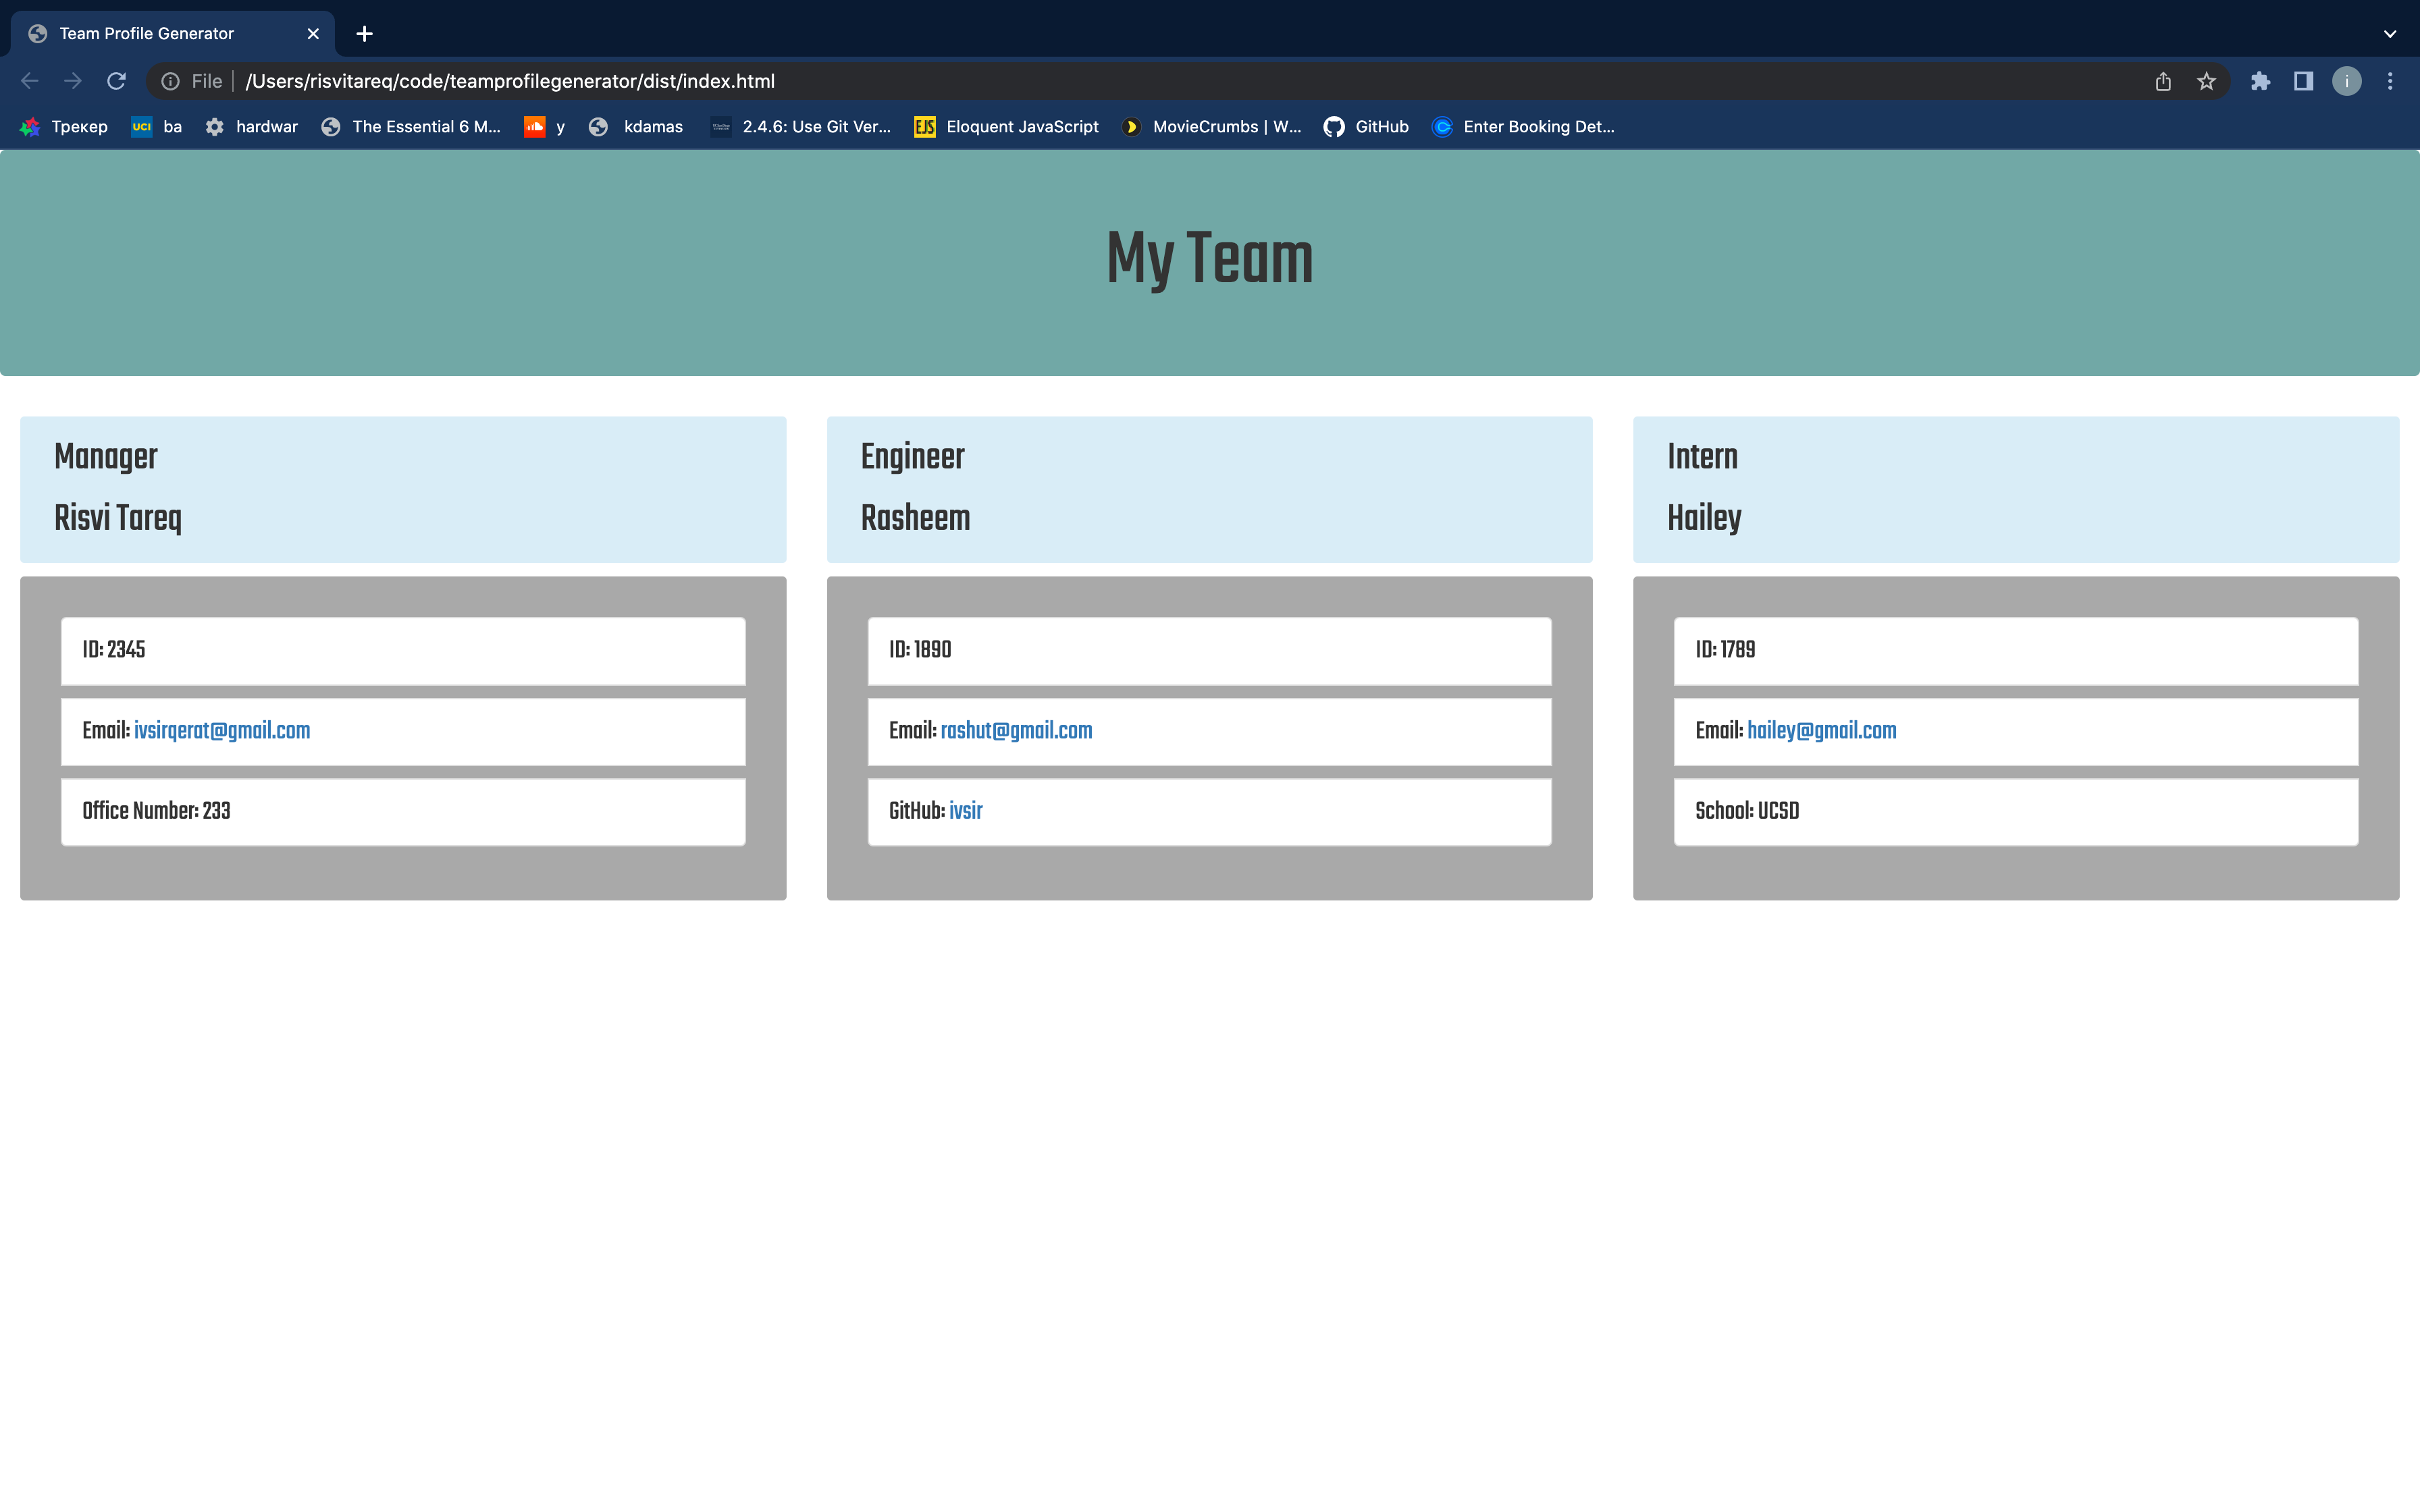 Team Profile Generator
File /Users/risvitareq/code/teamprofilegenerator/dist/index.html i
Трекер UCI ba hardwar The Essential 6 M... y kdamas 2.4.6: Use Git Ver... EJS Eloquent JavaScript MovieCrumbs | W... GitHub Enter Booking Det...
My Team
Manager
Risvi Tareq
ID: 2345
Email: ivsirqerat@gmail.com
Office Number: 233
Engineer
Rasheem
ID: 1890
Email: rashut@gmail.com
GitHub: ivsir
Intern
Hailey
ID: 1789
Email: hailey@gmail.com
School: UCSD